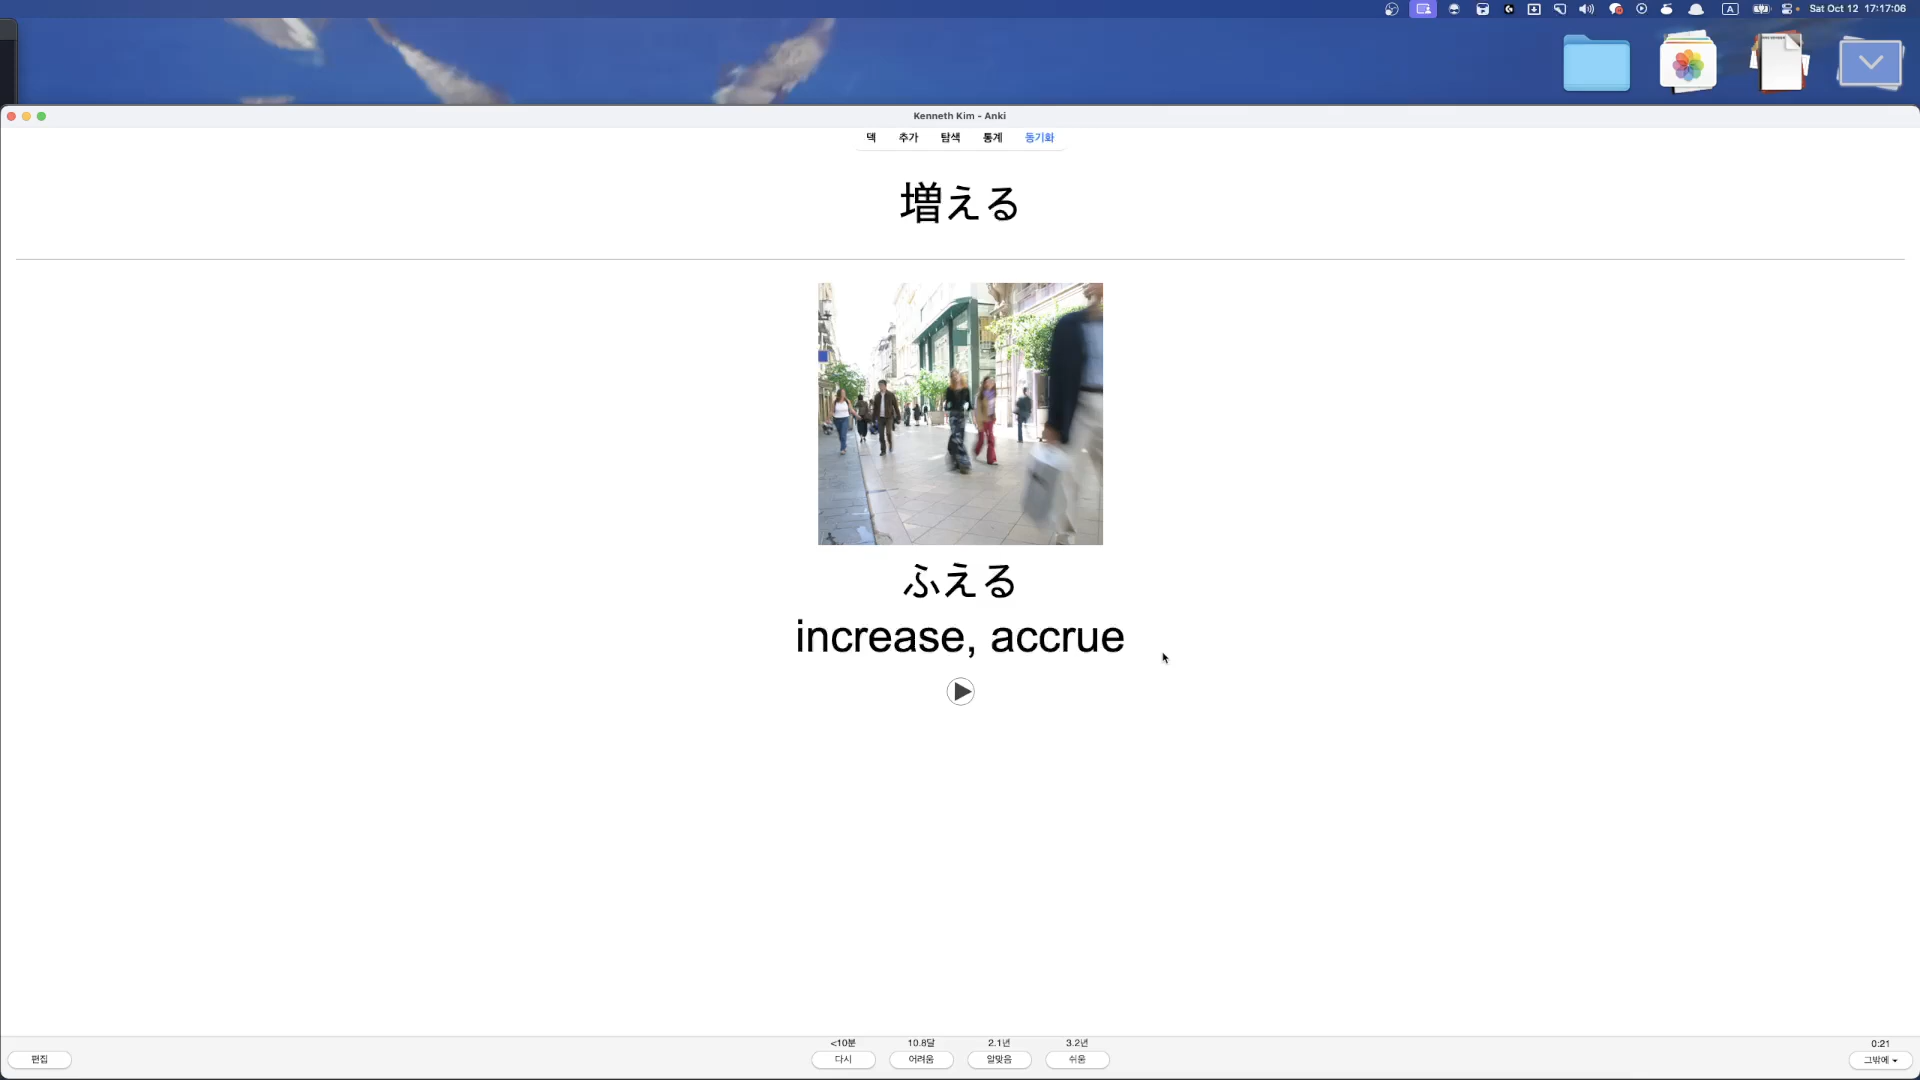 Sat Oct 12 17:17:06
Kenneth Kim - Anki
덱 추가 탐색 통계 동기화
増える
ふえる
increase, accrue
<10분 10.8달 2.1년 3.2년 0:21
편집 다시 어려움 알맞음 쉬움 그밖에